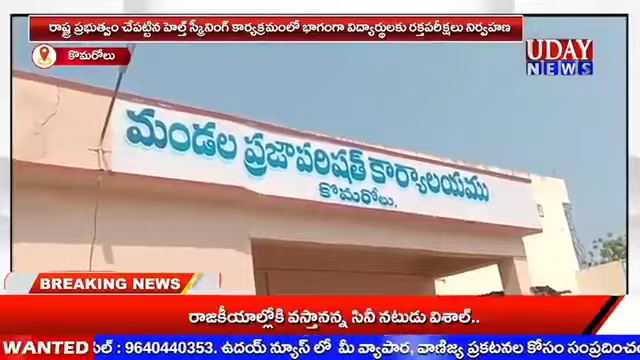 రాష్ట్ర ప్రభుత్వం చేపట్టిన హెల్త్ స్క్రీనింగ్ కార్యక్రమంలో భాగంగా విద్యార్థులకు రక్తపరీక్షలు నిర్వహణ
కొమరోలు
UDAY
NEWS
మండల ప్రజాపరిషత్ కార్యాలయము
కొమరోలు.
BREAKING NEWS
రాజకీయాల్లోకి వస్తానన్న సినీ నటుడు విశాల్..
WANTED సెల్ : 9640440353. ఉదయ్ న్యూస్ లో మీ వ్యాపార, వాణిజ్య ప్రకటనల కోసం సంప్రదించం